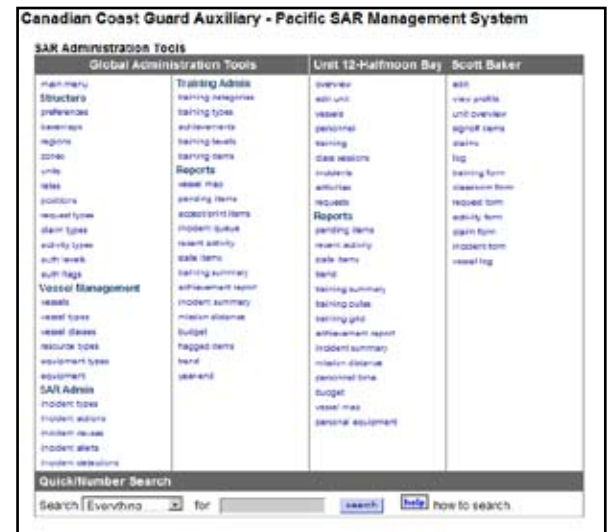 Canadian Coast Guard Auxiliary - Pacific SAR Management System
SAR Administration Tools
Global Administration Tools
main menu
Structure
preferences
basemaps
regions
zones
units
roles
positions
request types
claim types
activity types
auth levels
auth flags
Vessel Management
vessels
vessel types
vessel classes
resource types
equipment types
equipment
SAR Admin
incident types
incident actions
incident causes
incident alerts
incident detections
Training Admin
training categories
training types
achievements
training levels
training items
Reports
vessel map
pending items
incident queue
recent activity
stale items
training summary
achievement report
incident summary
mission distance
budget
flagged items
trend
year-end
Unit 12-Halfmoon Bay
overview
edit unit
vessels
personnel
training
class sessions
incidents
activities
requests
Reports
pending items
recent activity
stale items
trend
training summary
training pulse
training grid
achievement report
incident summary
mission distance
personnel time
budget
vessel map
personal equipment
Scott Baker
edit
view profile
unit overview
signoff items
claims
log
training form
classroom form
request form
activity form
claim form
incident form
vessel log
Quick/Number Search
Search Everything for search help how to search